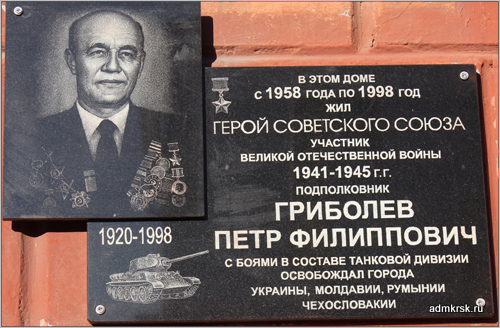 В ЭТОМ ДОМЕ
С 1958 ГОДА ПО 1998 ГОД
ЖИЛ
ГЕРОЙ СОВЕТСКОГО СОЮЗА
УЧАСТНИК
ВЕЛИКОЙ ОТЕЧЕСТВЕННОЙ ВОЙНЫ
1941-1945 г.г.
ПОДПОЛКОВНИК
ГРИБОЛЕВ
ПЕТР ФИЛИППОВИЧ
1920-1998
С БОЯМИ В СОСТАВЕ ТАНКОВОЙ ДИВИЗИИ
ОСВОБОЖДАЛ ГОРОДА
УКРАИНЫ, МОЛДАВИИ, РУМЫНИИ
ЧЕХОСЛОВАКИИ
admkrsk.ru